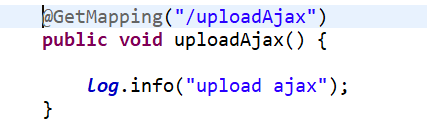 @GetMapping("/uploadAjax")
public void uploadAjax() {
log.info("upload ajax");
}